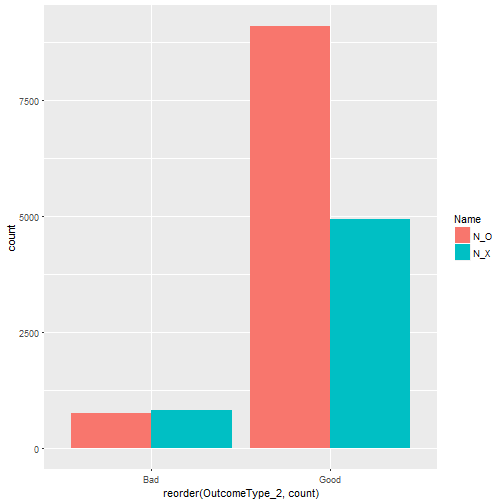 7500
5000
2500
0
count
Bad
Good
reorder(OutcomeType_2, count)
Name
N_O
N_X